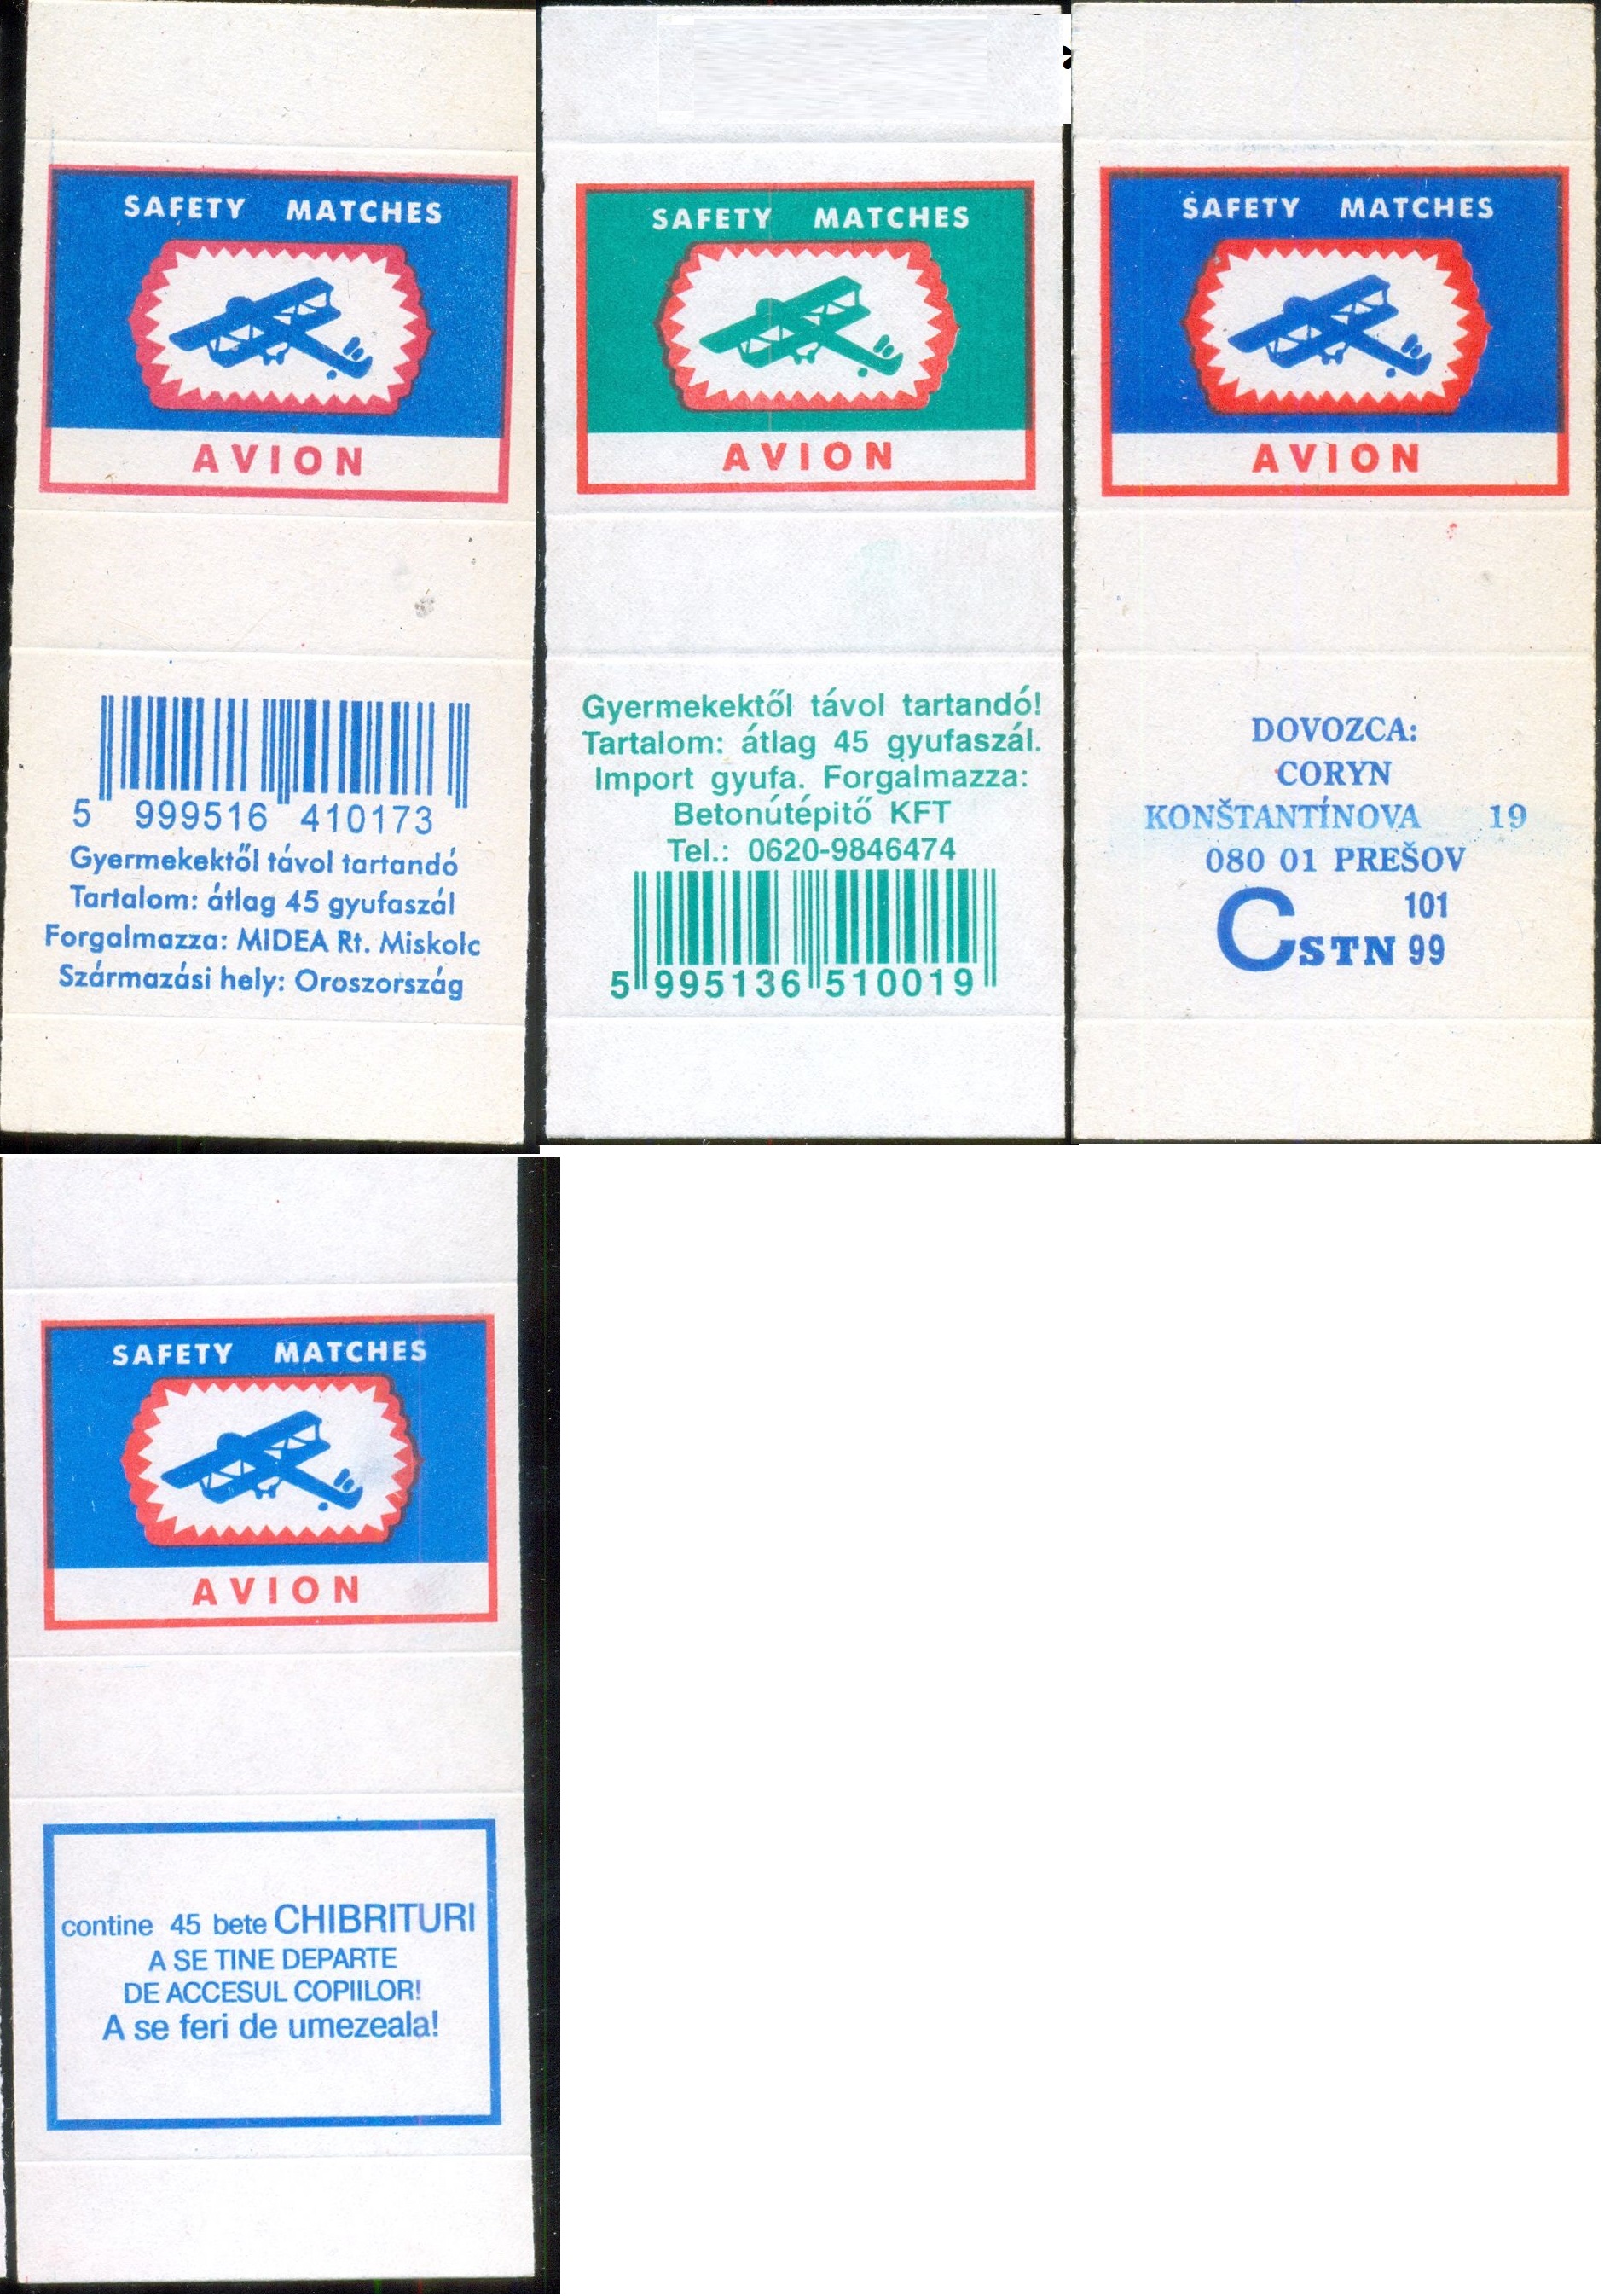 SAFETY MATCHES
AVION
5 999516 410173
Gyermekektől távol tartandó
Tartalom: átlag 45 gyufaszál
Forgalmazza: MIDEA Rt. Miskolc
Származási hely: Oroszország
SAFETY MATCHES
AVION
Gyermekektől távol tartandó!
Tartalom: átlag 45 gyufaszál.
Import gyufa. Forgalmazza:
Betonútépitő KFT
Tel.: 0620-9846474
5 995136 510019
SAFETY MATCHES
AVION
DOVOZCA:
CORYN
KONŠTANTÍNOVA 19
080 01 PREŠOV
101
CSTN 99
SAFETY MATCHES
AVION
contine 45 bete CHIBRITURI
A SE TINE DEPARTE
DE ACCESUL COPIILOR!
A se feri de umezeala!